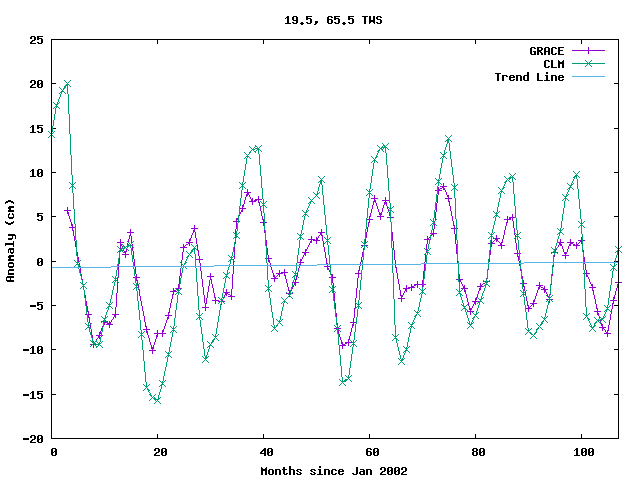 19.5, 65.5 TWS
25
20
15
10
5
0
-5
-10
-15
-20
Anomaly (cm)
GRACE
CLM
Trend Line
0 20 40 60 80 100
Months since Jan 2002